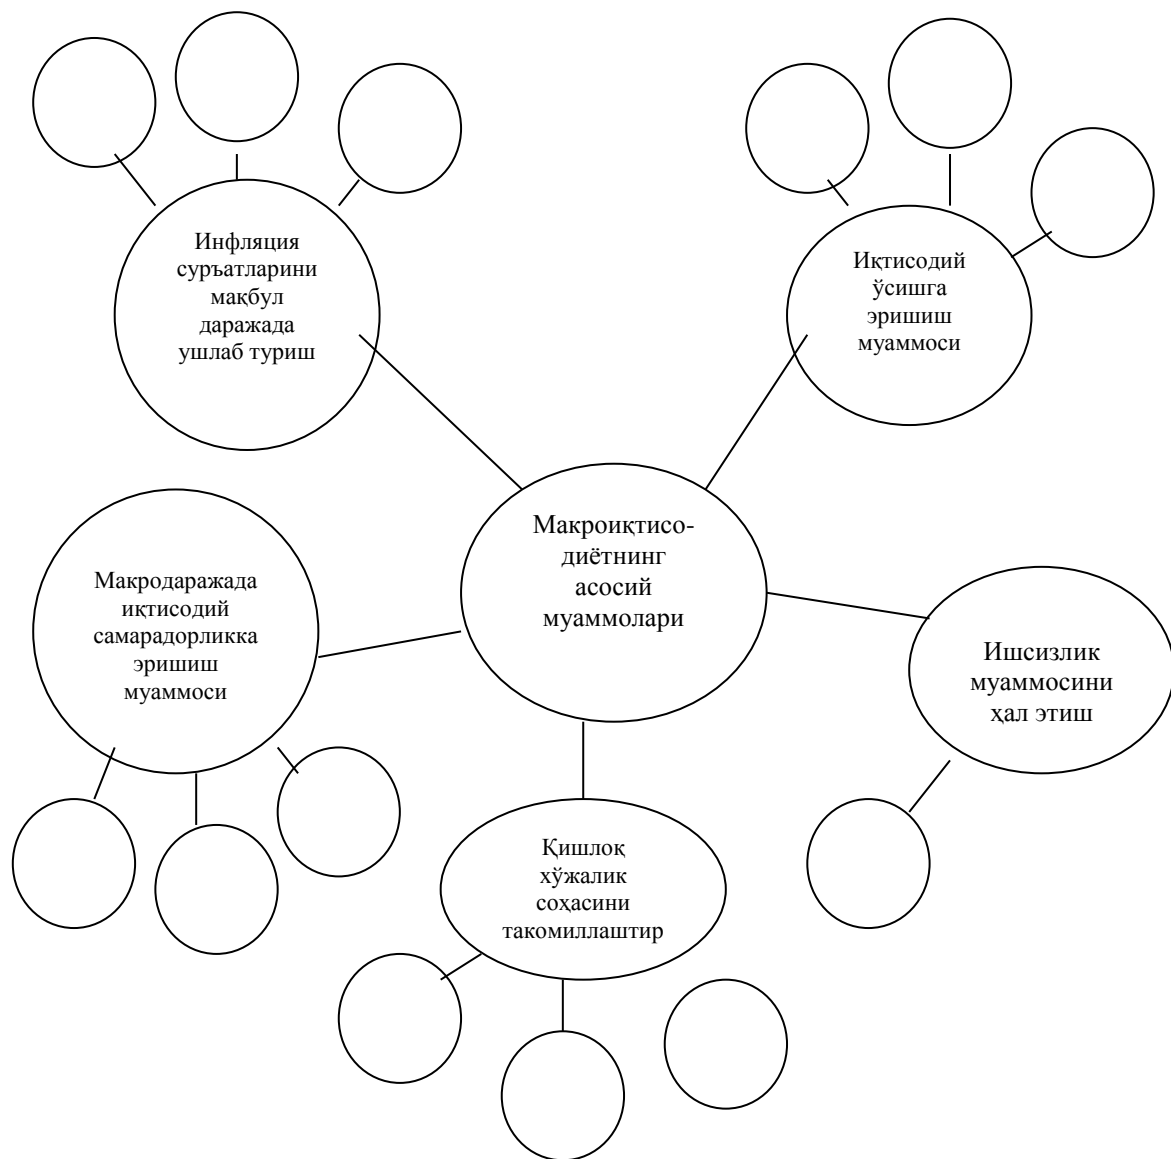 Инфляция
суръатларини
мақбул
даражада
ушлаб туриш
Иқтисодий
ўсишга
эришиш
муаммоси
Макроиқтисо-
диётнинг
асосий
муаммолари
Макродаражада
иқтисодий
самарадорликка
эришиш
муаммоси
Ишсизлик
муаммосини
ҳал этиш
Қишлоқ
хўжалик
соҳасини
такомиллаштир